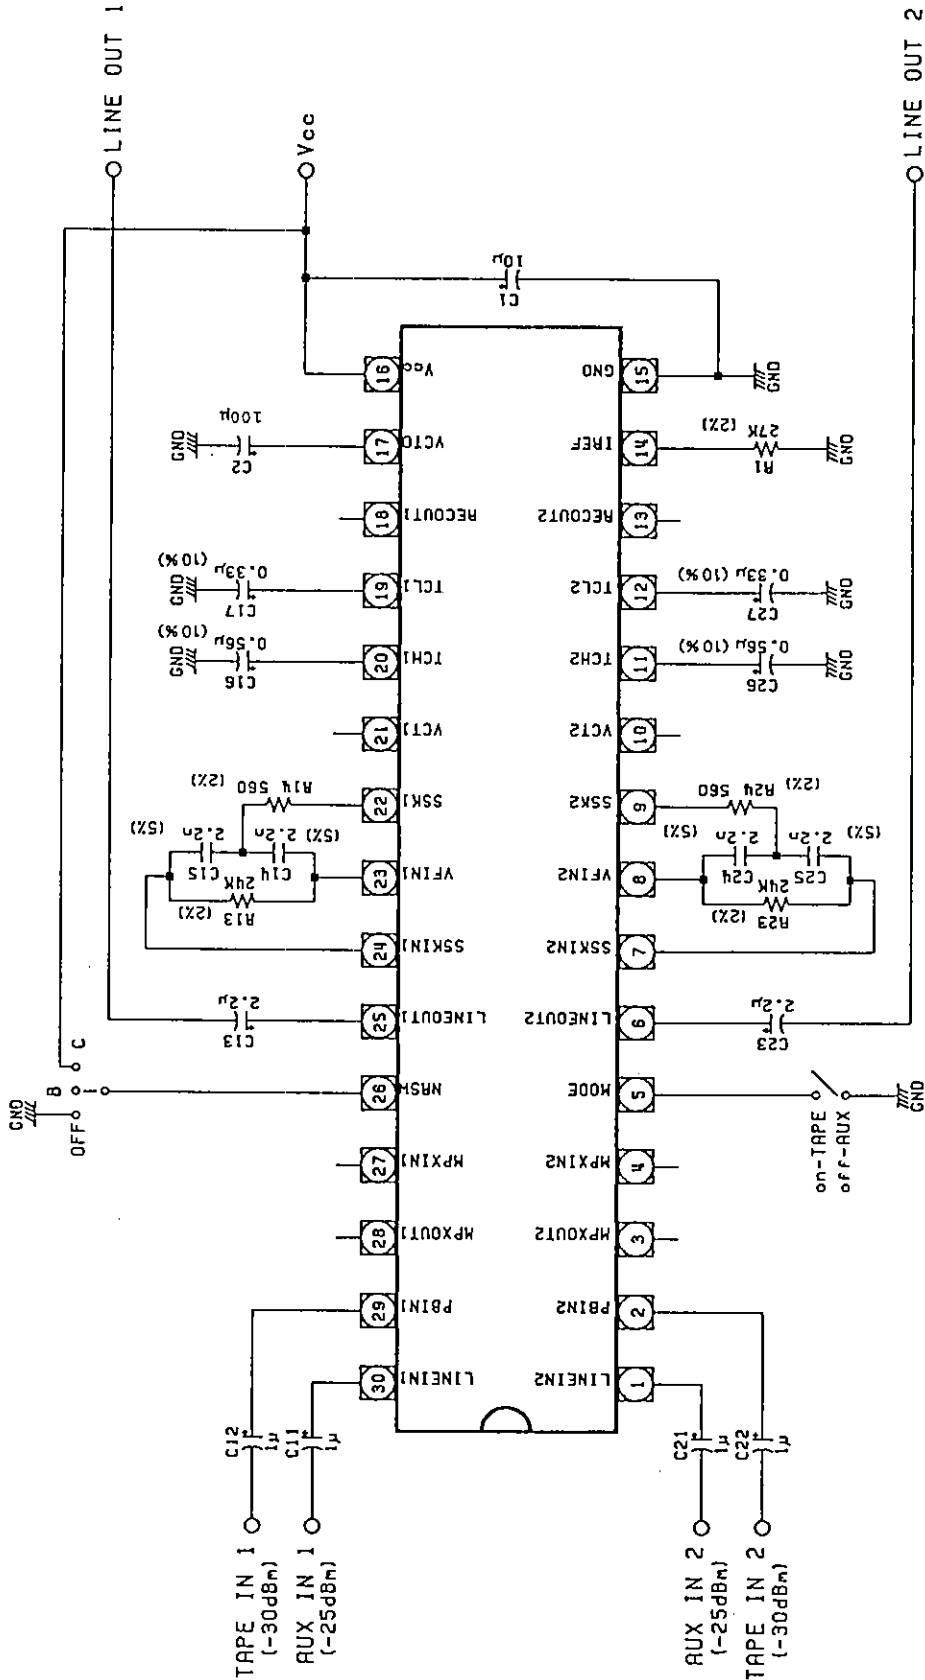 LINE OUT 1
Vcc
LINE OUT 2
GND
OFF
B
C
10μ
C1
GND
C2
100μ
GND
C17
0.33μ (10%)
GND
C16
0.56μ (10%)
R14
560
(2%)
(5%)
2.2n
C15
2.2n
(5%)
C14
24K
R13
(2%)
2.2μ
C13
16
Vcc
17
VCTC
18
RECOUT1
19
TCL1
20
TCH1
21
VCT1
22
SSK1
23
VFIN1
24
SSKIN1
25
LINEOUT1
26
NRSW
27
MPXIN1
28
MPXOUT1
29
PBIN1
30
LINEIN1
15
GND
14
IREF
13
RECOUT2
12
TCL2
11
TCH2
10
VCT2
9
SSK2
8
VFIN2
7
SSKIN2
6
LINEOUT2
5
MODE
4
MPXIN2
3
MPXOUT2
2
PBIN2
1
LINEIN2
GND
(2%)
27K
R1
GND
0.33μ (10%)
C27
GND
0.56μ (10%)
C26
GND
(2%)
R24 560
(5%)
2.2n
C24
2.2n
(5%)
C25
24K
R23
(2%)
2.2μ
C23
on-TAPE
off-AUX
GND
C12
1μ
C11
1μ
C21
1μ
C22
1μ
TAPE IN 1
(-30dBm)
AUX IN 1
(-25dBm)
AUX IN 2
(-25dBm)
TAPE IN 2
(-30dBm)